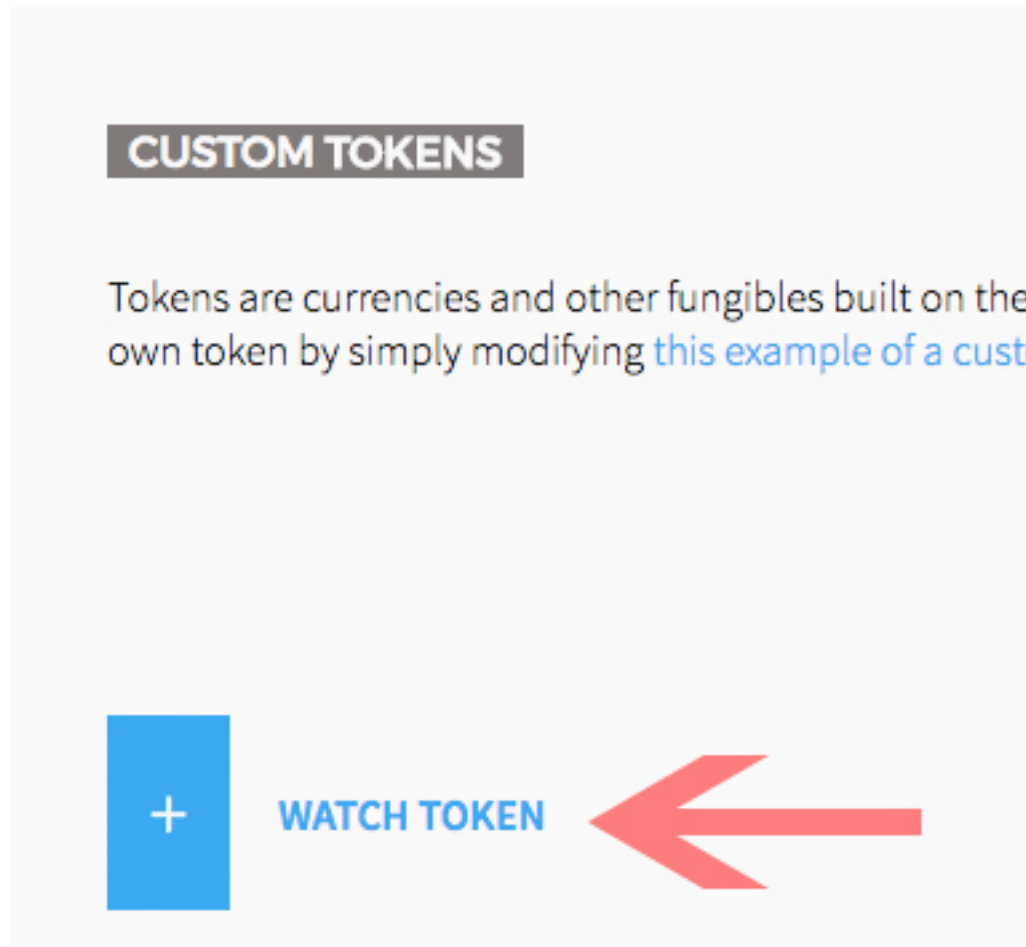 CUSTOM TOKENS
Tokens are currencies and other fungibles built on the
own token by simply modifying this example of a cust
+ WATCH TOKEN